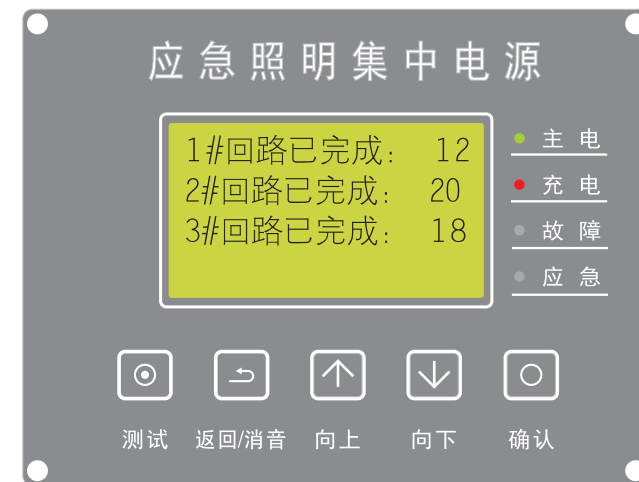 应急照明集中电源
1#回路已完成: 12
2#回路已完成: 20
3#回路已完成: 18
主电
充电
故障
应急
测试 返回/消音 向上 向下 确认